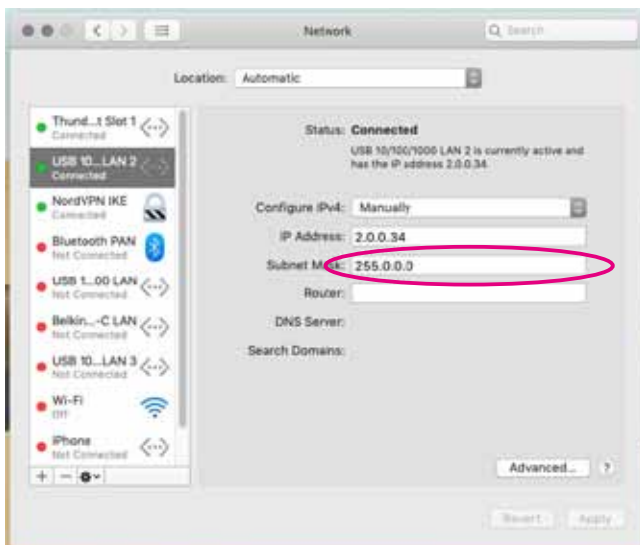 Network
Search
Location: Automatic
Thund...t Slot 1
Connected
USB 10...LAN 2
Connected
NordVPN IKE
Connected
Bluetooth PAN
Not Connected
USB 1...00 LAN
Not Connected
Belkin...-C LAN
Not Connected
USB 10...LAN 3
Not Connected
Wi-Fi
Off
iPhone
Not Connected
+ −
Status: Connected
USB 10/100/1000 LAN 2 is currently active and
has the IP address 2.0.0.34.
Configure IPv4: Manually
IP Address: 2.0.0.34
Subnet Mask: 255.0.0.0
Router:
DNS Server:
Search Domains:
Advanced... ?
Revert Apply